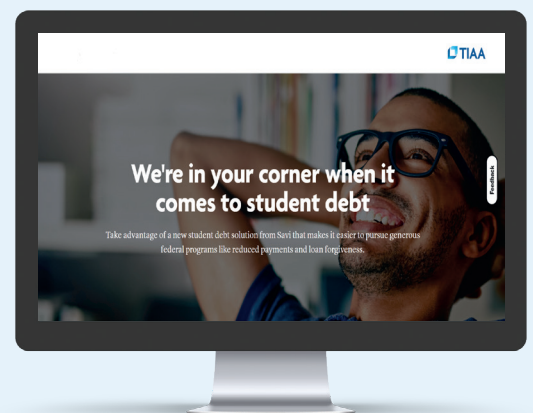 TIAA
We're in your corner when it
comes to student debt
Feedback
Take advantage of a new student debt solution from Savi that makes it easier to pursue generous
federal programs like reduced payments and loan forgiveness.